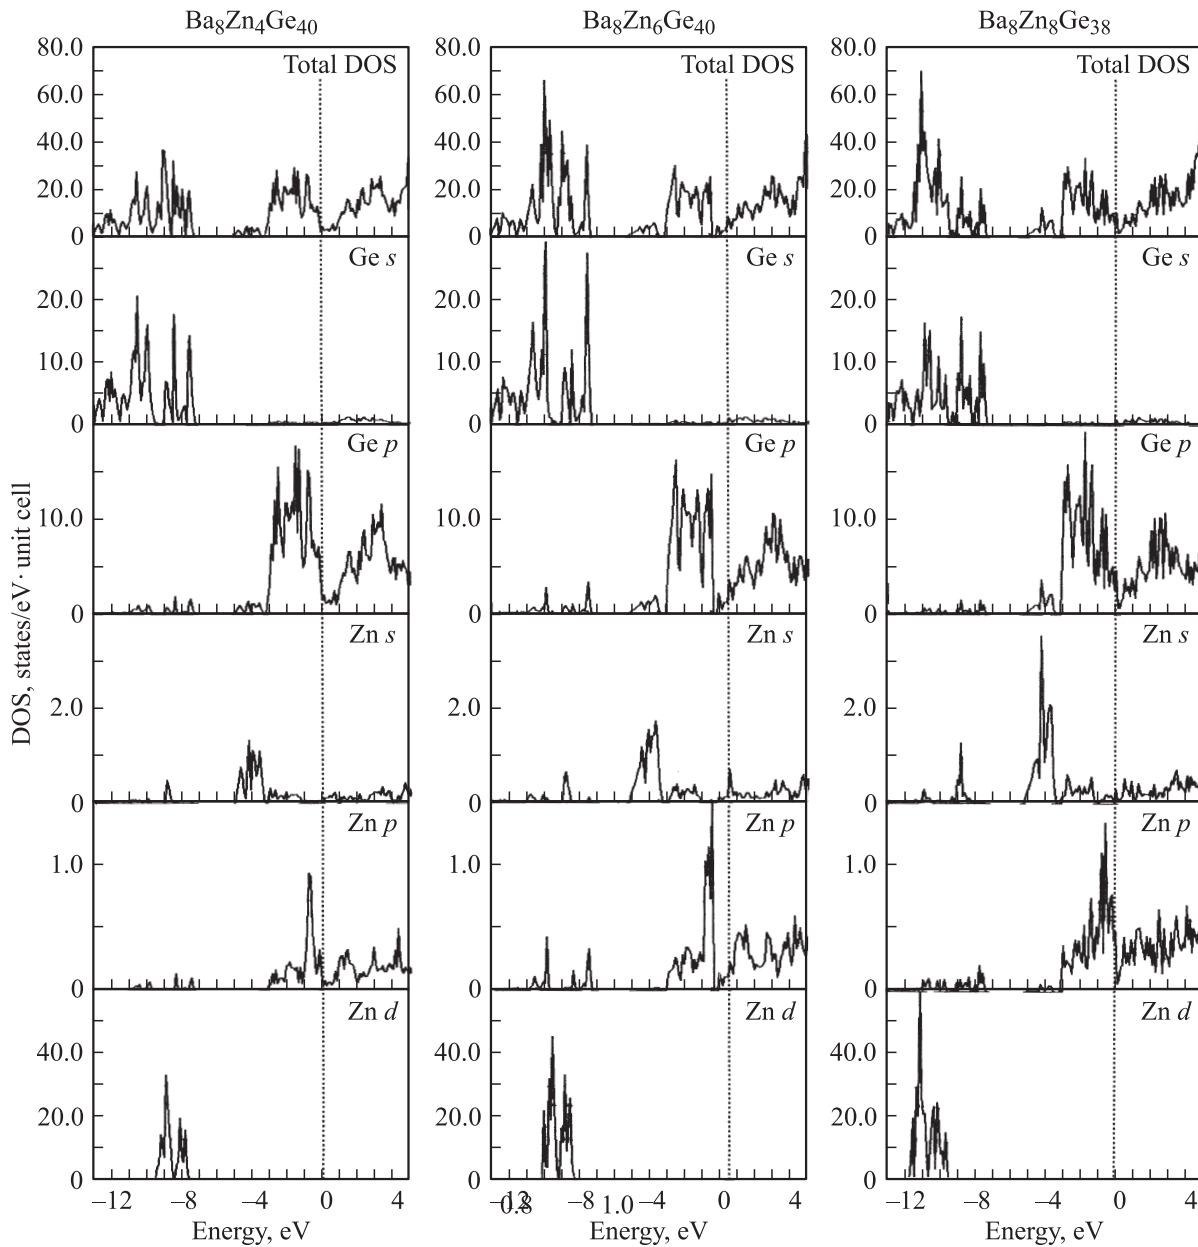 Ba8Zn4Ge40 Ba8Zn6Ge40 Ba8Zn8Ge38
80.0 Total DOS 80.0 Total DOS 80.0 Total DOS
60.0 60.0 60.0
40.0 40.0 40.0
20.0 20.0 20.0
0 0 0
Ge s Ge s Ge s
20.0 20.0 20.0
10.0 10.0 10.0
0 0 0
Ge p Ge p Ge p
10.0 10.0 10.0
0 0 0
Zn s Zn s Zn s
DOS, states/eV· unit cell
2.0 2.0 2.0
0 0 0
Zn p Zn p Zn p
1.0 1.0 1.0
0 0 0
Zn d Zn d Zn d
40.0 40.0 40.0
20.0 20.0 20.0
0 0 0
–12 –8 –4 0 4 –12 0.8 –8 1.0 –4 0 4 –12 –8 –4 0 4
Energy, eV Energy, eV Energy, eV